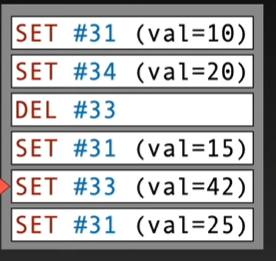 SET #31 (val=10)
SET #34 (val=20)
DEL #33
SET #31 (val=15)
SET #33 (val=42)
SET #31 (val=25)